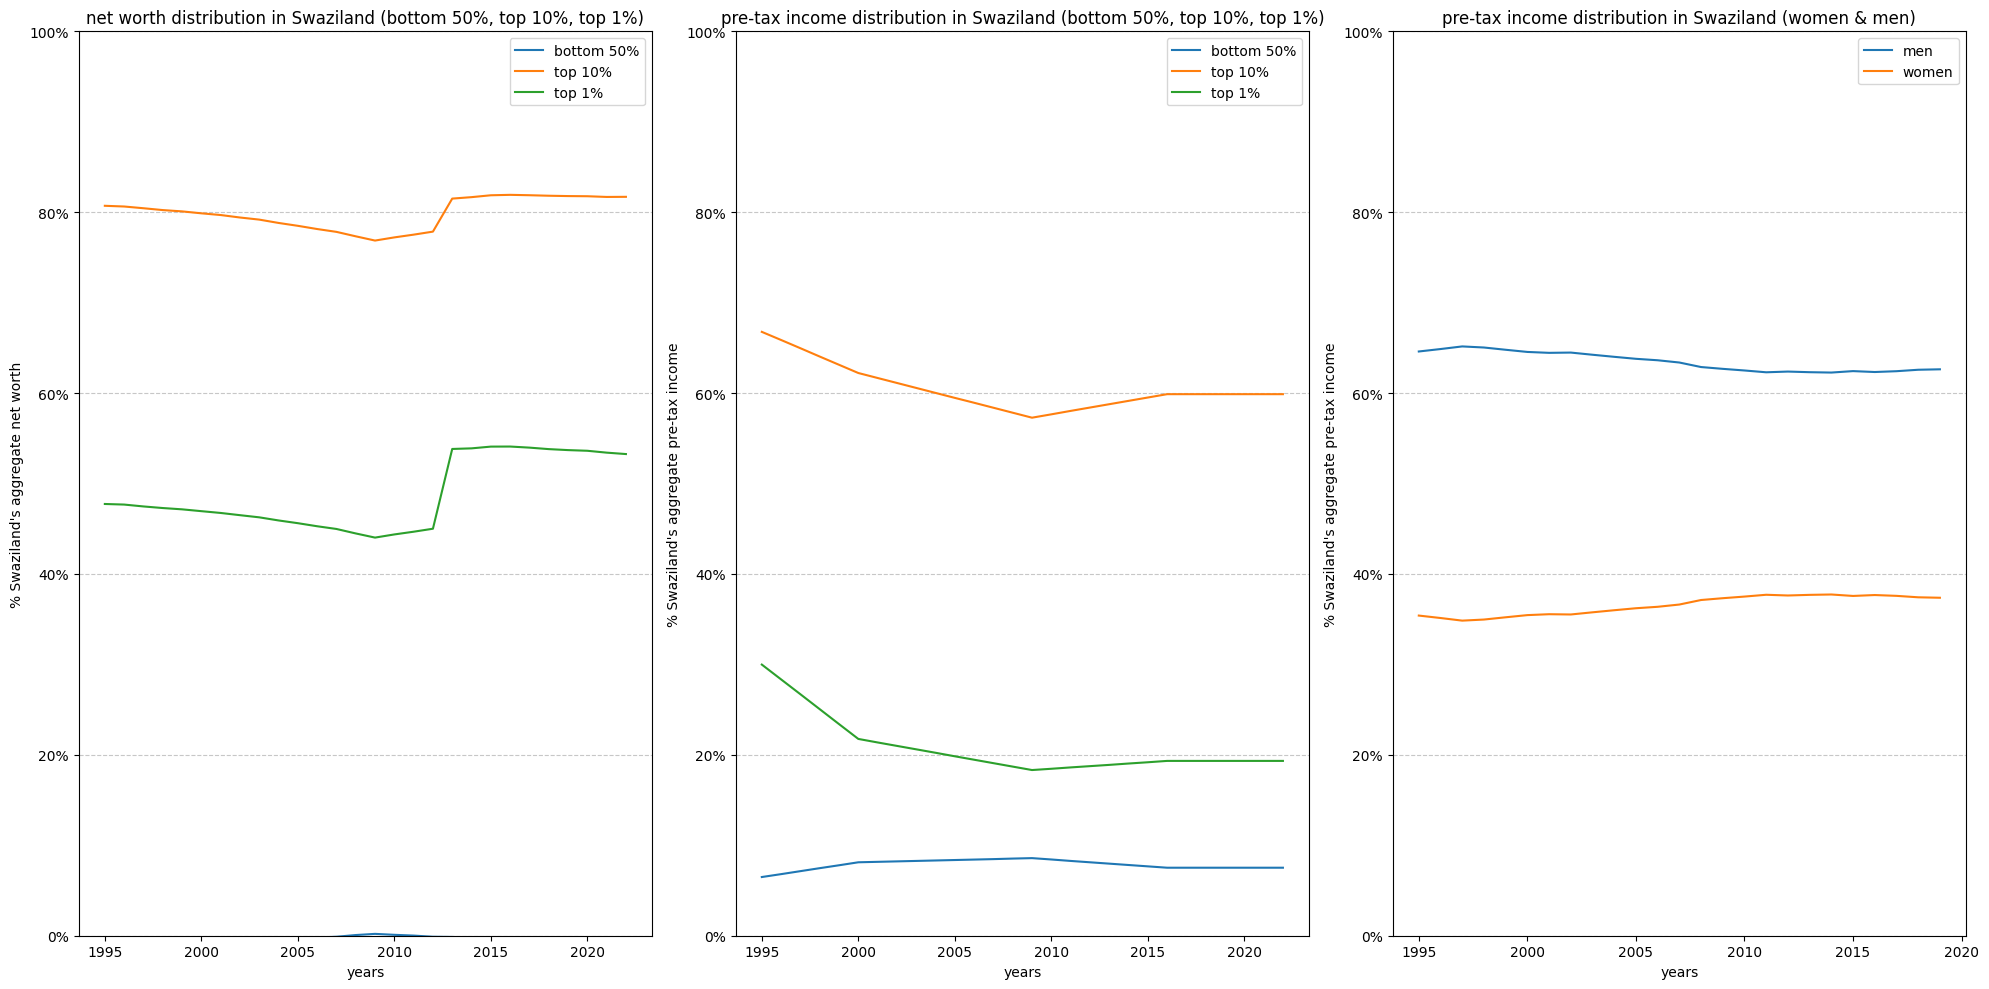 net worth distribution in Swaziland (bottom 50%, top 10%, top 1%)
100%
80%
60%
40%
20%
0%
% Swaziland's aggregate net worth
bottom 50%
top 10%
top 1%
1995 2000 2005 2010 2015 2020
years
pre-tax income distribution in Swaziland (bottom 50%, top 10%, top 1%)
100%
80%
60%
40%
20%
0%
% Swaziland's aggregate pre-tax income
bottom 50%
top 10%
top 1%
1995 2000 2005 2010 2015 2020
years
pre-tax income distribution in Swaziland (women & men)
100%
80%
60%
40%
20%
0%
% Swaziland's aggregate pre-tax income
men
women
1995 2000 2005 2010 2015 2020
years